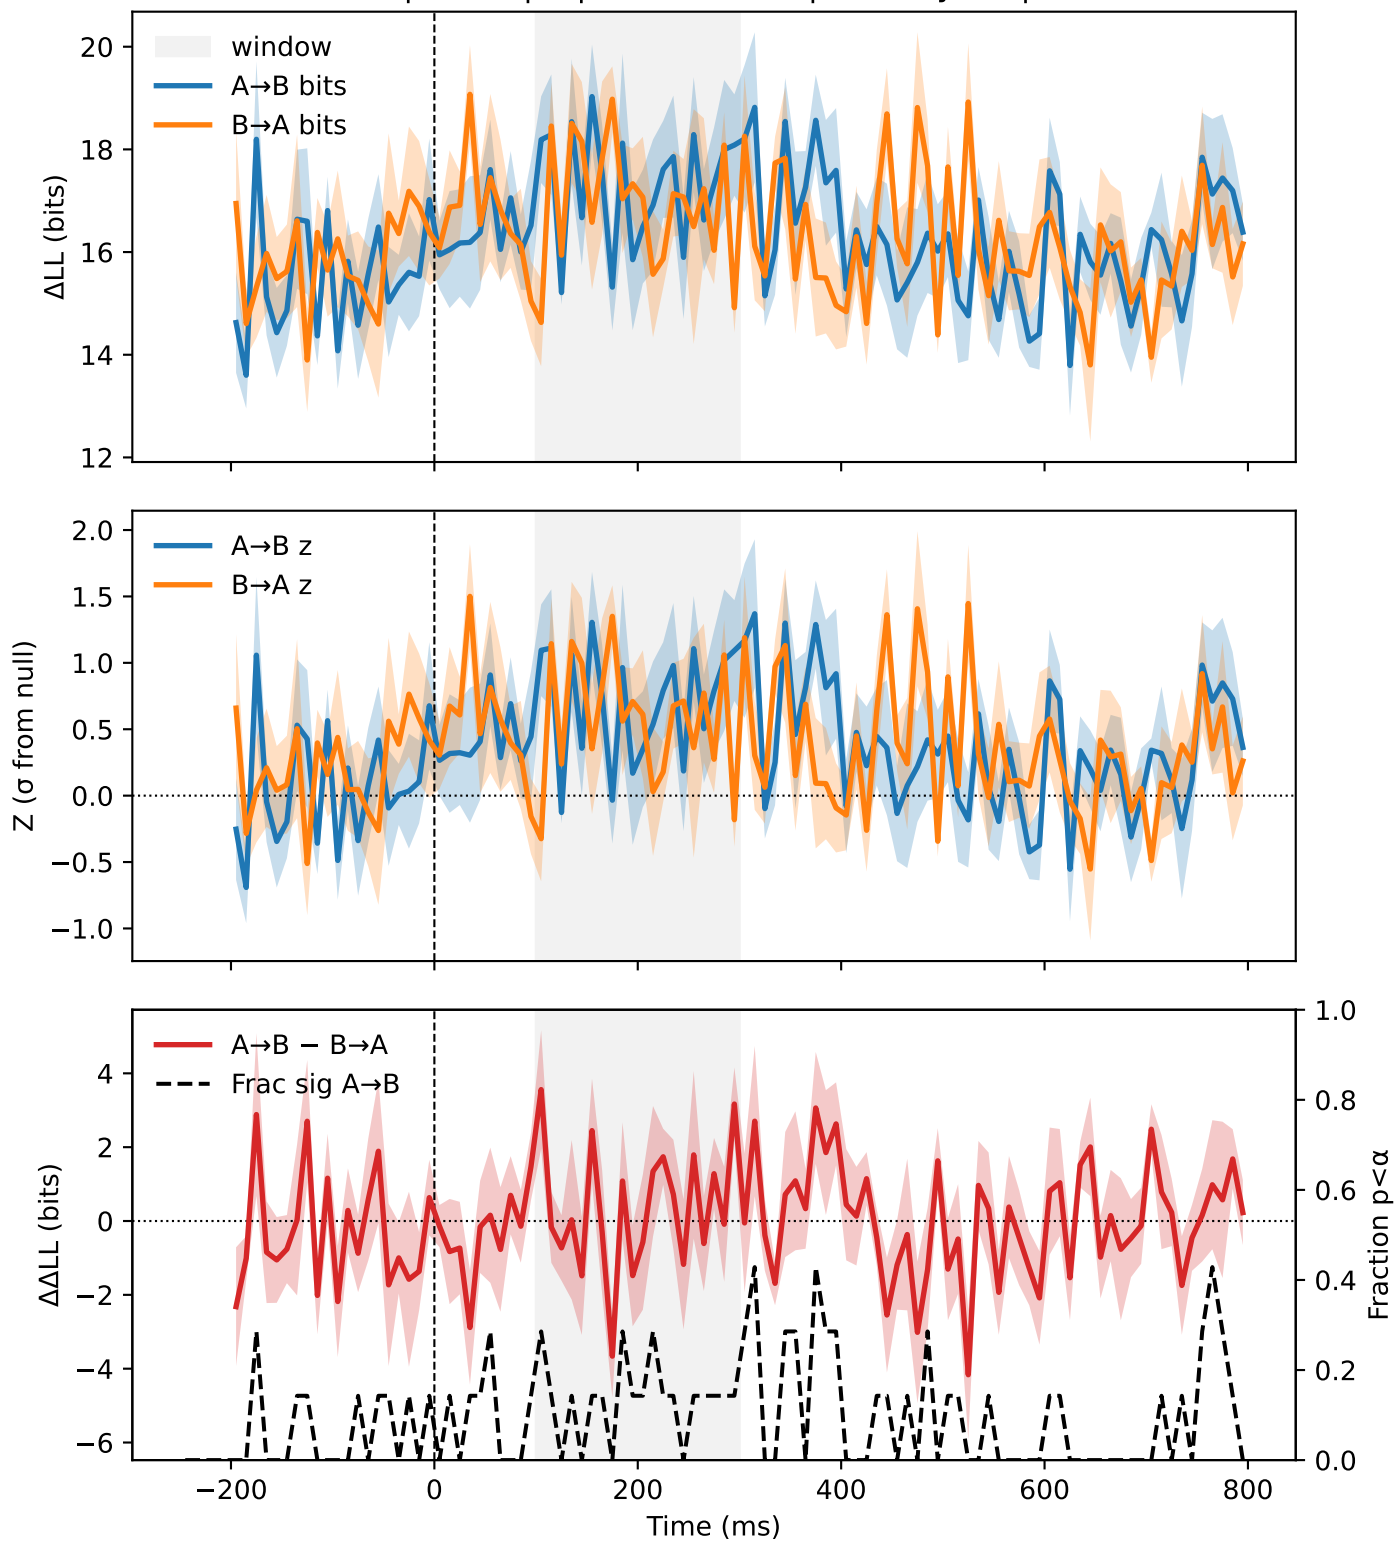 window
A→B bits
B→A bits
20
18
16
14
12
ΔLL (bits)
A→B z
B→A z
2.0
1.5
1.0
0.5
0.0
−0.5
−1.0
Z (σ from null)
A→B − B→A
Frac sig A→B
4
2
0
−2
−4
−6
ΔΔLL (bits)
1.0
0.8
0.6
0.4
0.2
0.0
Fraction p<α
−200 0 200 400 600 800
Time (ms)